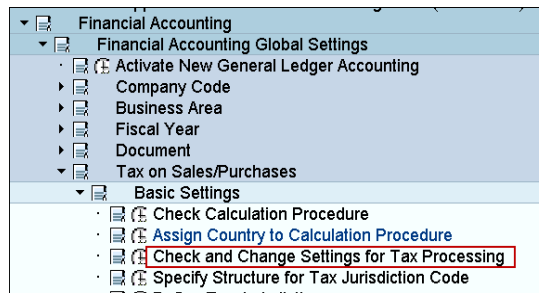 Financial Accounting
Financial Accounting Global Settings
Activate New General Ledger Accounting
Company Code
Business Area
Fiscal Year
Document
Tax on Sales/Purchases
Basic Settings
Check Calculation Procedure
Assign Country to Calculation Procedure
Check and Change Settings for Tax Processing
Specify Structure for Tax Jurisdiction Code